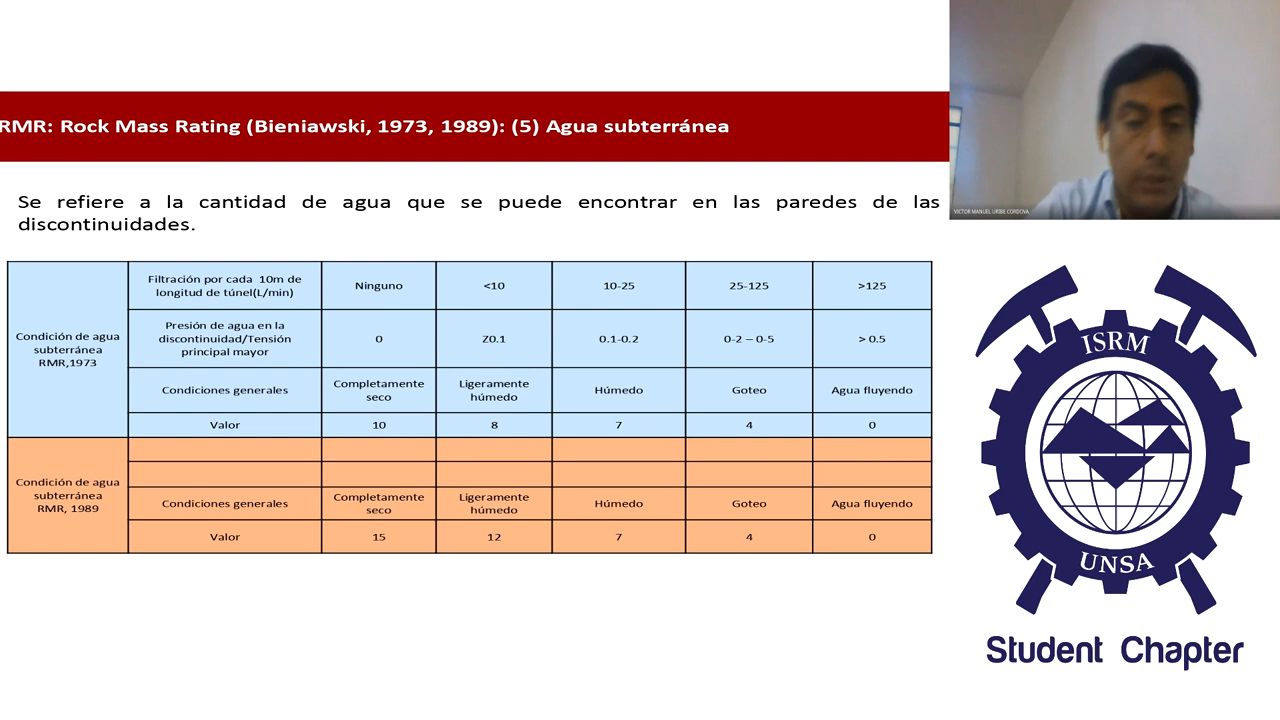 RMR: Rock Mass Rating (Bieniawski, 1973, 1989): (5) Agua subterránea
VICTOR MANUEL URIBE CORDOVA
Se refiere a la cantidad de agua que se puede encontrar en las paredes de las
discontinuidades.
Condición de agua
subterránea
RMR,1973
Filtración por cada 10m de
longitud de túnel(L/min)
Ninguno
<10
10-25
25-125
>125
Presión de agua en la
discontinuidad/Tensión
principal mayor
0
Z0.1
0.1-0.2
0-2 – 0-5
> 0.5
Condiciones generales
Completamente
seco
Ligeramente
húmedo
Húmedo
Goteo
Agua fluyendo
Valor
10
8
7
4
0
Condición de agua
subterránea
RMR, 1989
Condiciones generales
Completamente
seco
Ligeramente
húmedo
Húmedo
Goteo
Agua fluyendo
Valor
15
12
7
4
0
ISRM
UNSA
Student Chapter